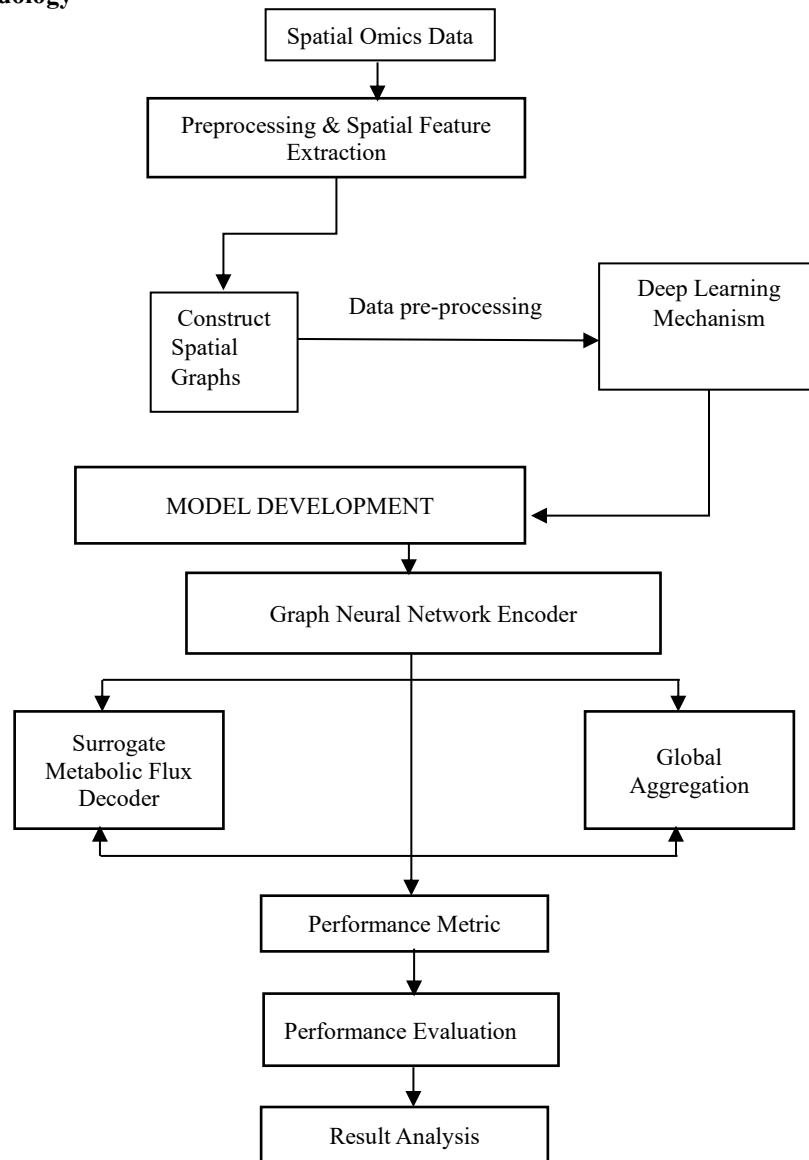 Spatial Omics Data
Preprocessing & Spatial Feature
Extraction
Construct
Spatial
Graphs
Data pre-processing
Deep Learning
Mechanism
MODEL DEVELOPMENT
Graph Neural Network Encoder
Surrogate
Metabolic Flux
Decoder
Global
Aggregation
Performance Metric
Performance Evaluation
Result Analysis